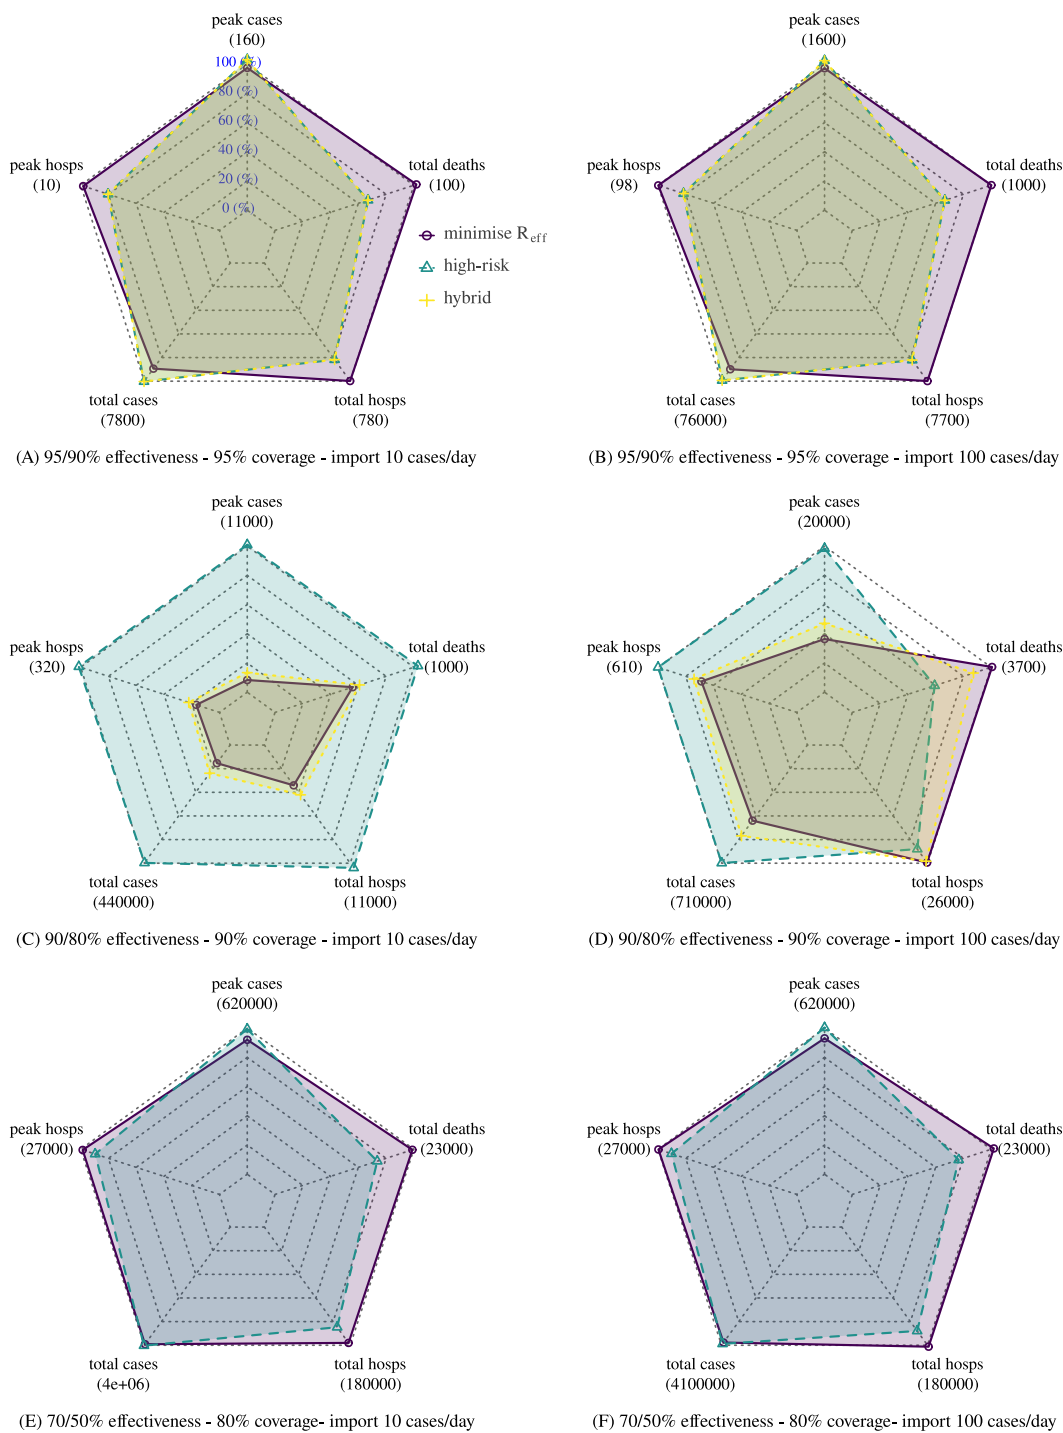 peak cases
(160)
100 (%)
80 (%)
60 (%)
40 (%)
20 (%)
0 (%)
peak hosps
(10)
total deaths
(100)
minimise R_eff
high-risk
hybrid
total cases
(7800)
total hosps
(780)
(A) 95/90% effectiveness - 95% coverage - import 10 cases/day
peak cases
(1600)
peak hosps
(98)
total deaths
(1000)
total cases
(76000)
total hosps
(7700)
(B) 95/90% effectiveness - 95% coverage - import 100 cases/day
peak cases
(11000)
peak hosps
(320)
total deaths
(1000)
total cases
(440000)
total hosps
(11000)
(C) 90/80% effectiveness - 90% coverage - import 10 cases/day
peak cases
(20000)
peak hosps
(610)
total deaths
(3700)
total cases
(710000)
total hosps
(26000)
(D) 90/80% effectiveness - 90% coverage - import 100 cases/day
peak cases
(620000)
peak hosps
(27000)
total deaths
(23000)
total cases
(4e+06)
total hosps
(180000)
(E) 70/50% effectiveness - 80% coverage- import 10 cases/day
peak cases
(620000)
peak hosps
(27000)
total deaths
(23000)
total cases
(4100000)
total hosps
(180000)
(F) 70/50% effectiveness - 80% coverage- import 100 cases/day